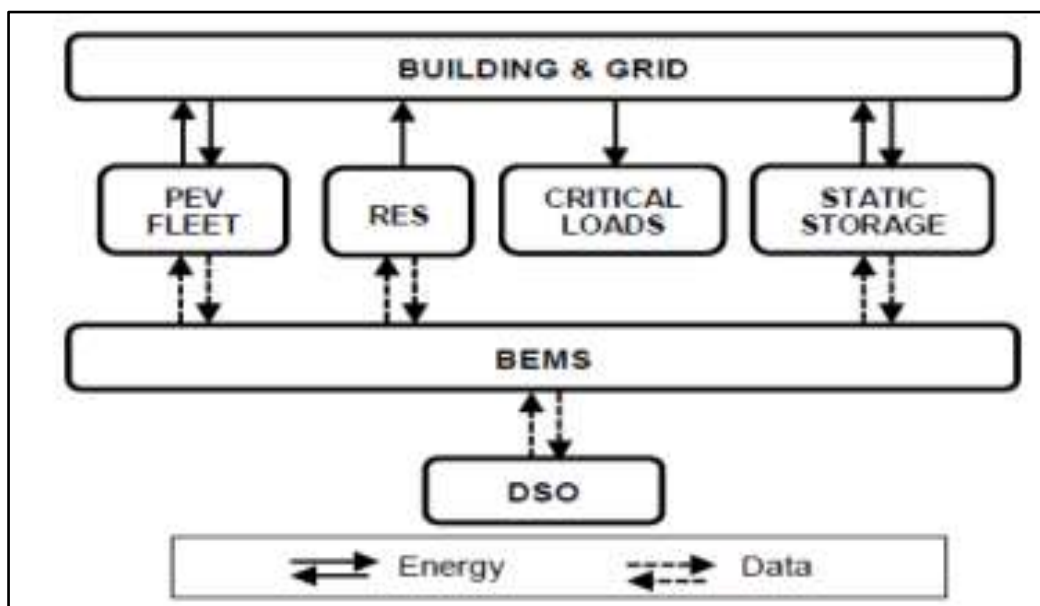 BUILDING & GRID
PEV
FLEET
RES
CRITICAL
LOADS
STATIC
STORAGE
BEMS
DSO
Energy
Data